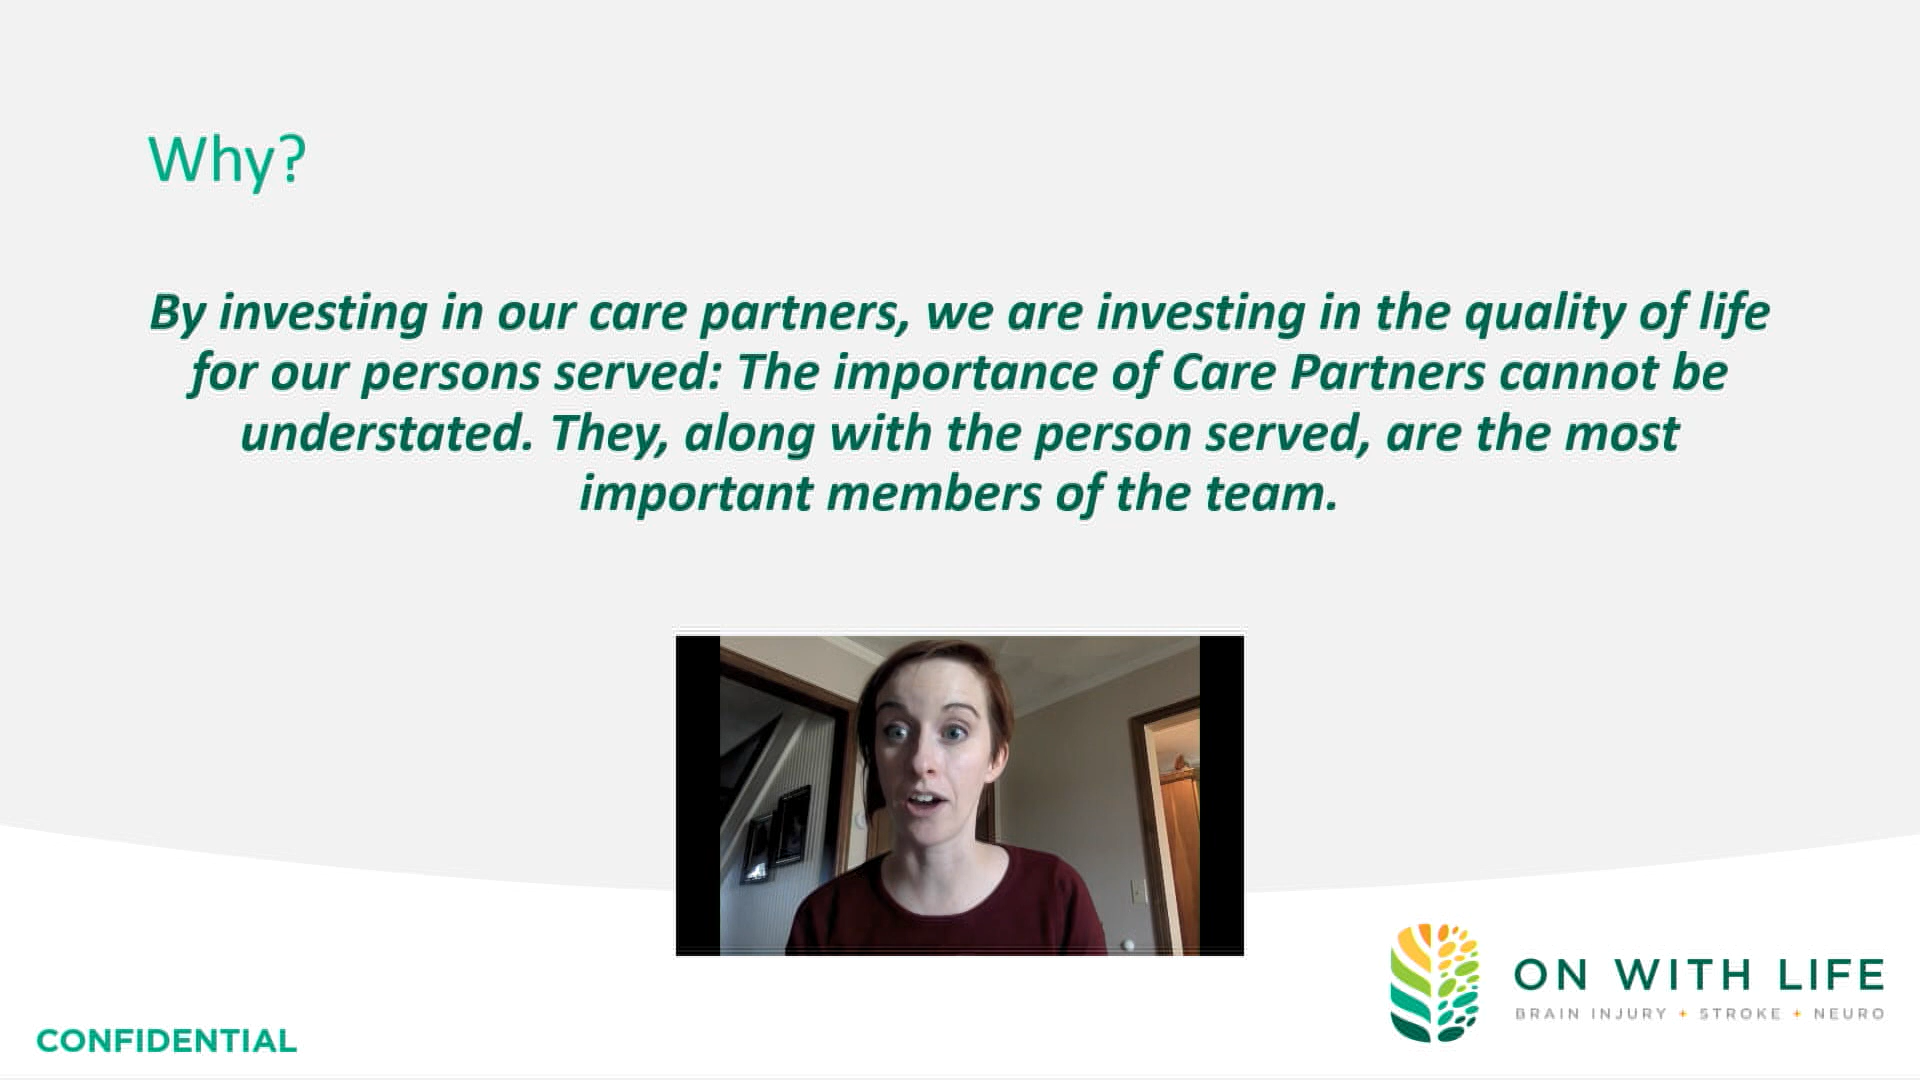 Why?
By investing in our care partners, we are investing in the quality of life
for our persons served: The importance of Care Partners cannot be
understated. They, along with the person served, are the most
important members of the team.
ON WITH LIFE
BRAIN INJURY + STROKE + NEURO
CONFIDENTIAL